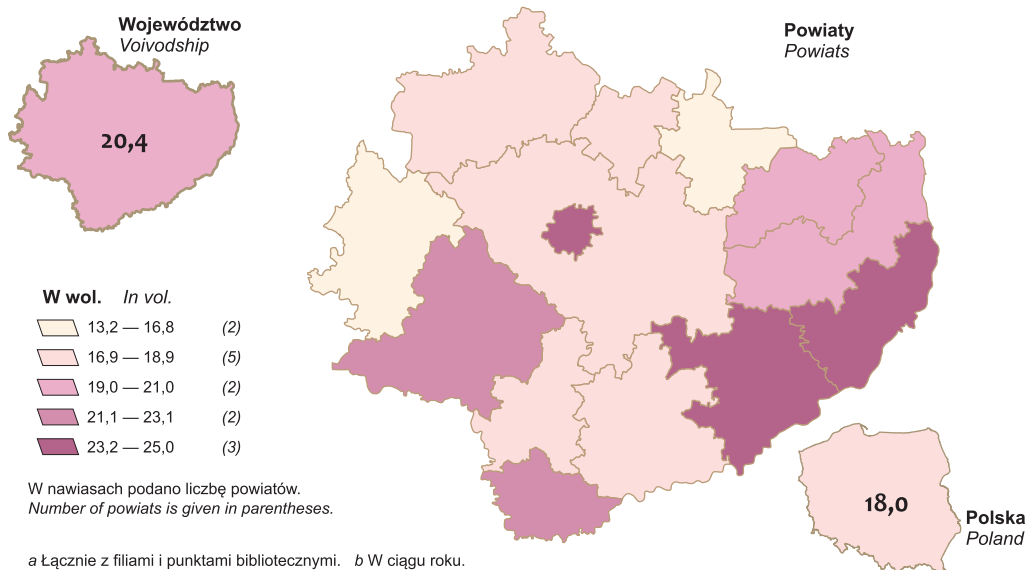 Województwo
Voivodship
20,4
Powiaty
Powiats
W wol. In vol.
13,2 — 16,8 (2)
16,9 — 18,9 (5)
19,0 — 21,0 (2)
21,1 — 23,1 (2)
23,2 — 25,0 (3)
W nawiasach podano liczbę powiatów.
Number of powiats is given in parentheses.
18,0
Polska
Poland
a Łącznie z filiami i punktami bibliotecznymi. b W ciągu roku.